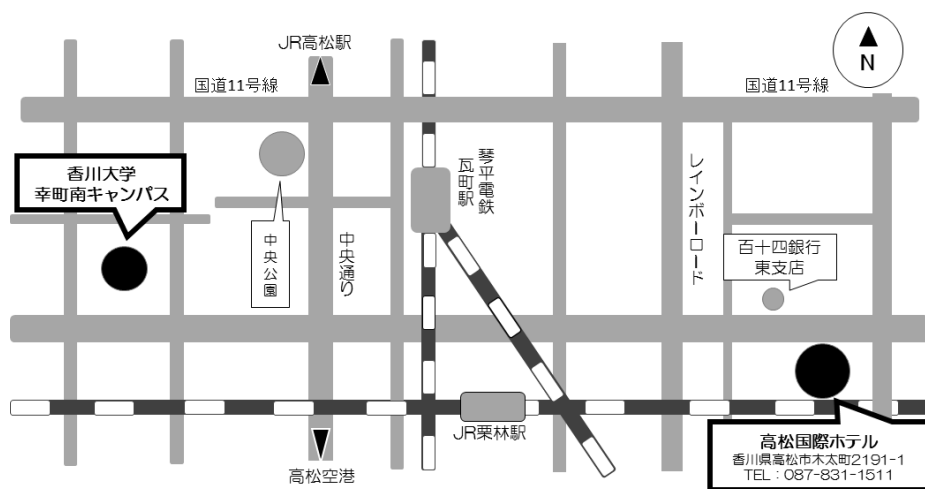 JR高松駅
N
国道11号線
国道11号線
香川大学
幸町南キャンパス
琴平電鉄
瓦町駅
レインボーロード
中央公園
中央通り
百十四銀行
東支店
JR栗林駅
高松空港
高松国際ホテル
香川県高松市木太町2191-1
TEL：087-831-1511